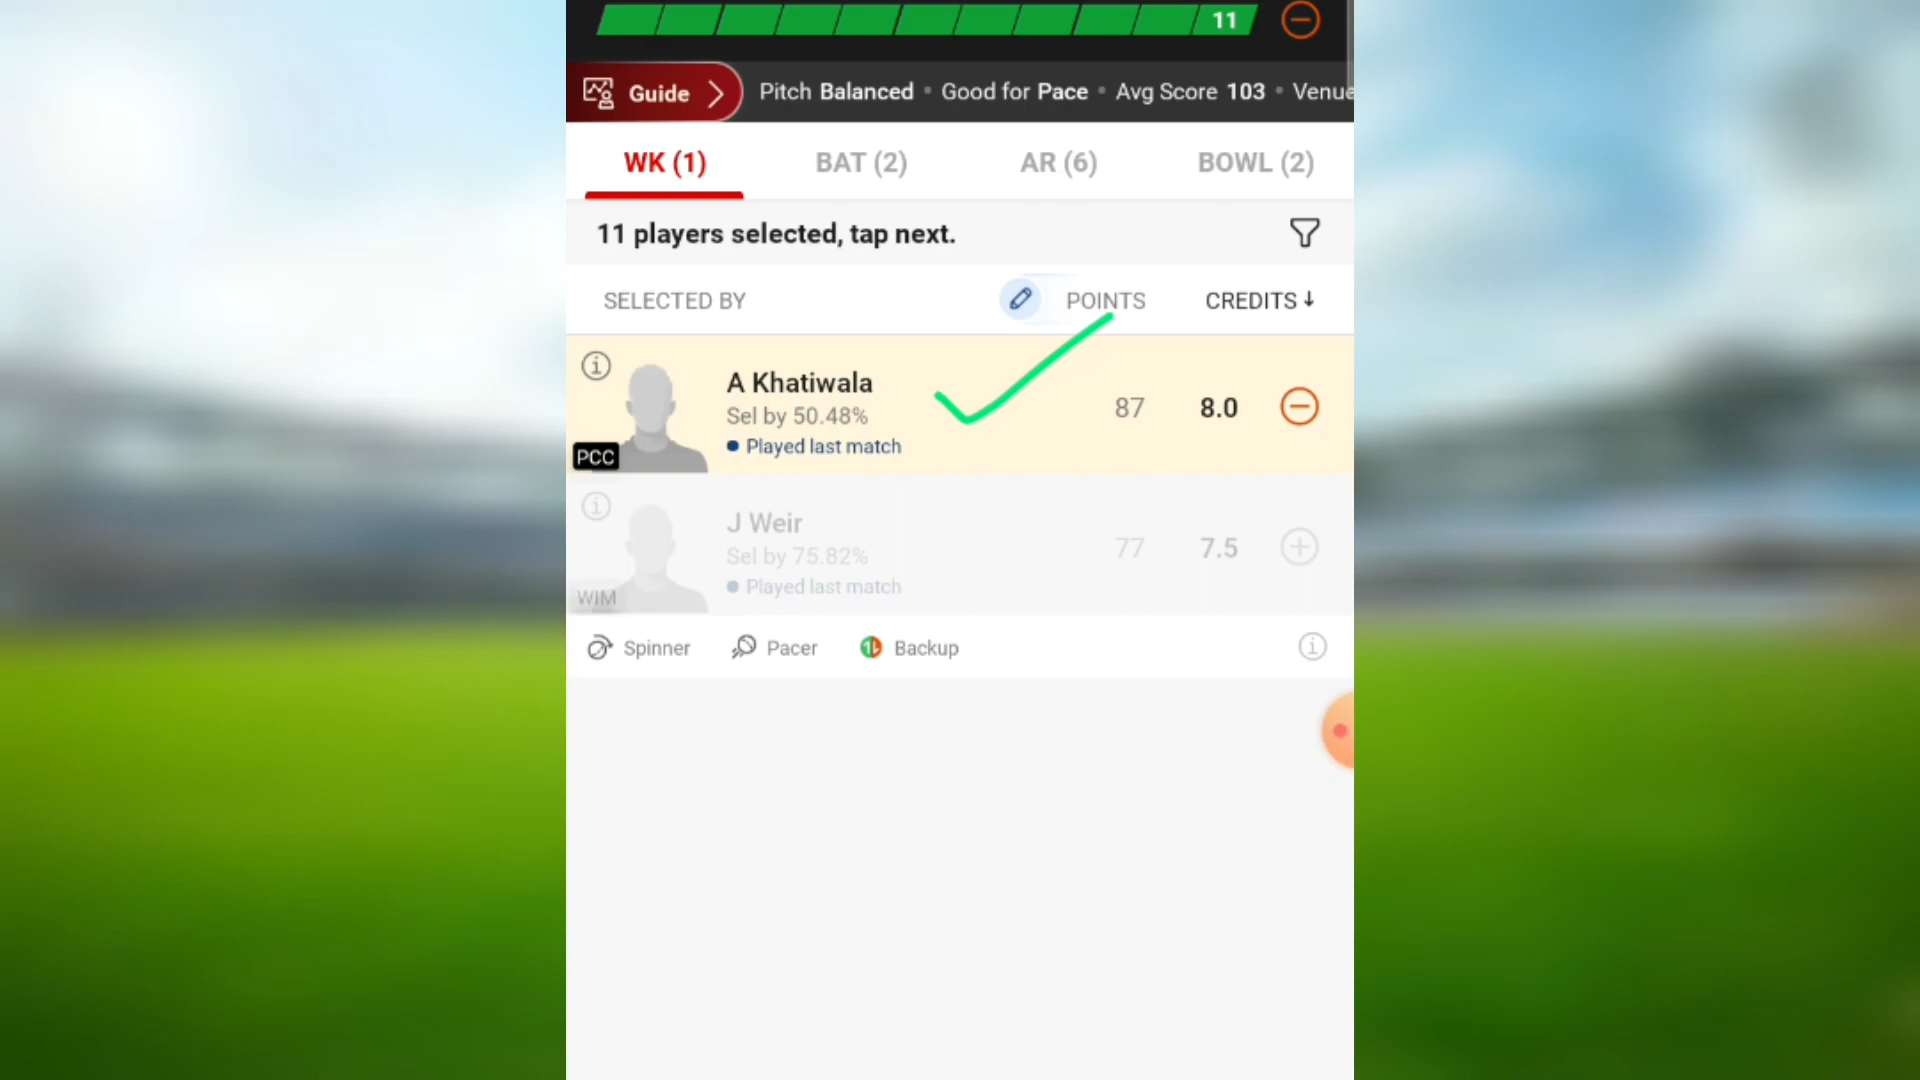 11
Guide Pitch Balanced • Good for Pace • Avg Score 103 • Venue
WK (1) BAT (2) AR (6) BOWL (2)
11 players selected, tap next.
SELECTED BY POINTS CREDITS ↓
A Khatiwala
Sel by 50.48% 87 8.0
Played last match
PCC
J Weir
Sel by 75.82% 77 7.5
Played last match
WIM
Spinner Pacer Backup